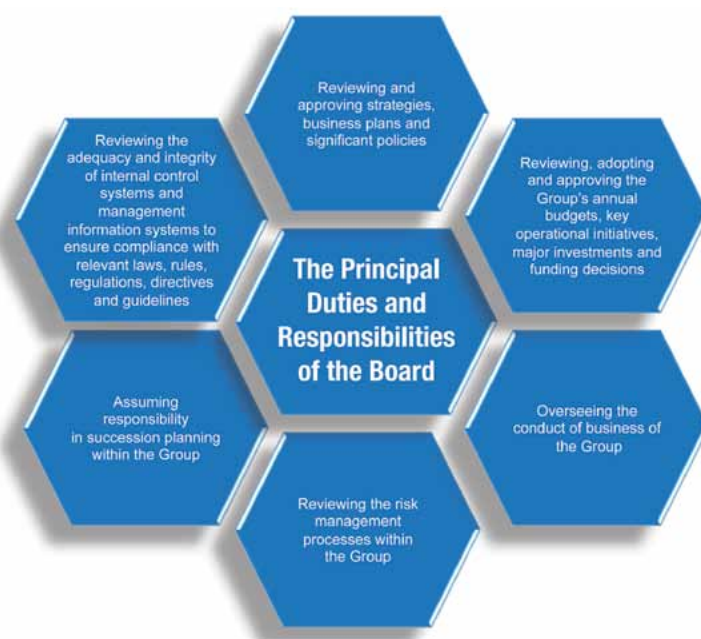 Reviewing and
approving strategies,
business plans and
significant policies
Reviewing the
adequacy and integrity
of internal control
systems and
management
information systems to
ensure compliance with
relevant laws, rules,
regulations, directives
and guidelines
Reviewing, adopting
and approving the
Group's annual
budgets, key
operational initiatives,
major investments and
funding decisions
The Principal
Duties and
Responsibilities
of the Board
Assuming
responsibility
in succession planning
within the Group
Overseeing the
conduct of business of
the Group
Reviewing the risk
management
processes within
the Group